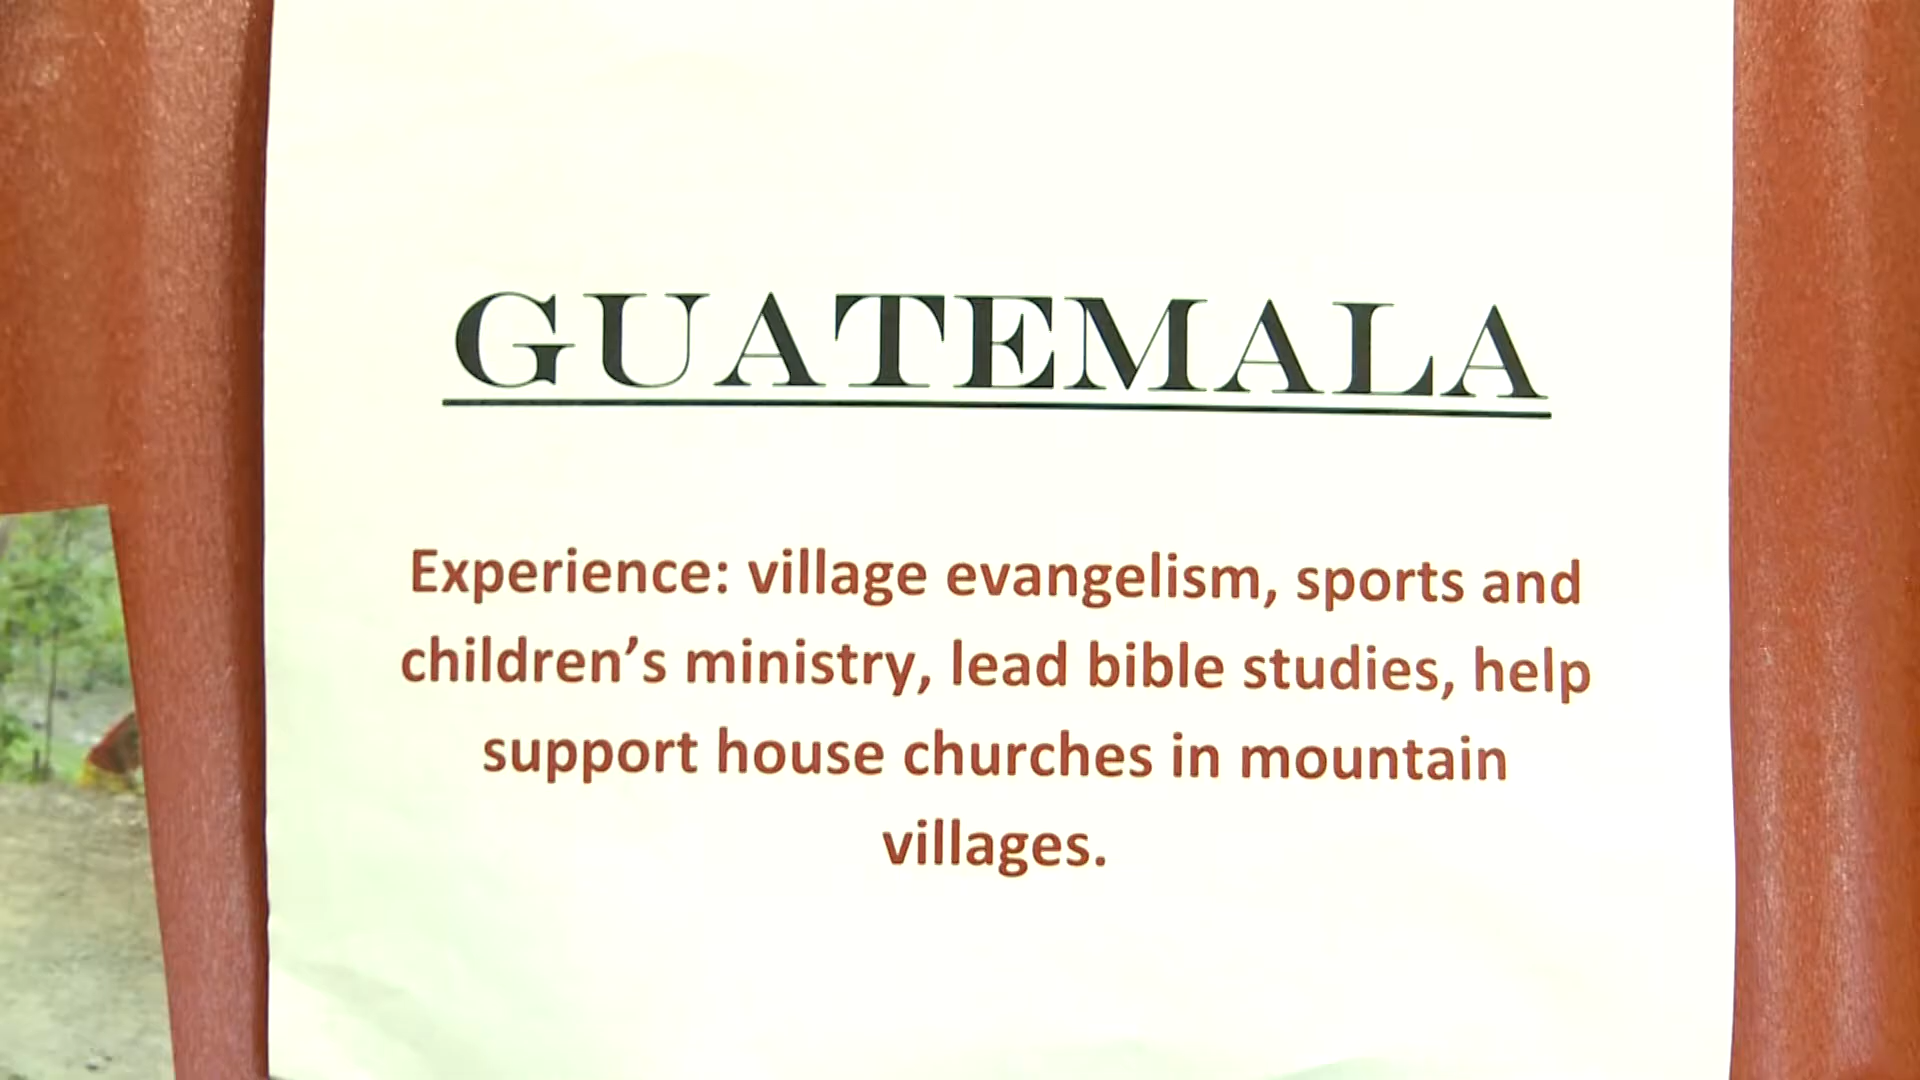 GUATEMALA
Experience: village evangelism, sports and
children’s ministry, lead bible studies, help
support house churches in mountain
villages.